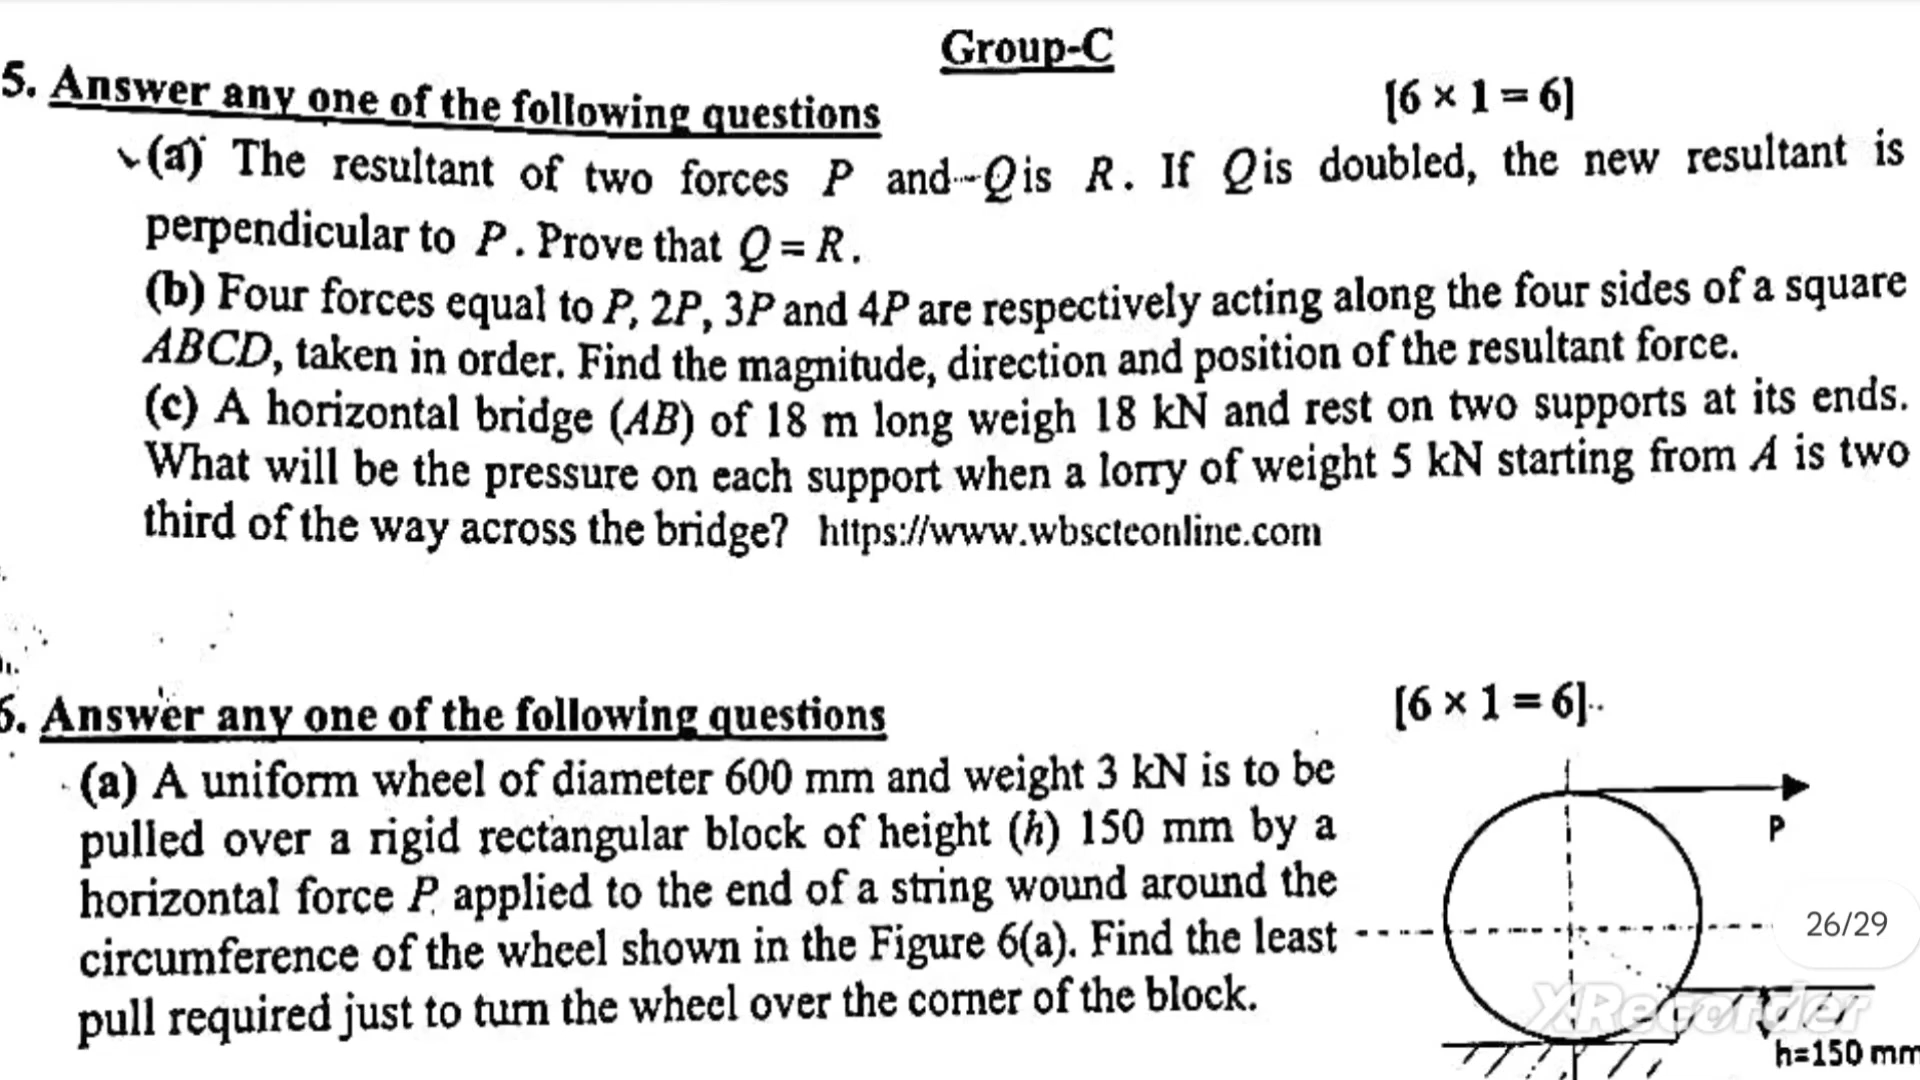 Group-C
5. Answer any one of the following questions [6 × 1 = 6]
(a) The resultant of two forces P and Q is R. If Q is doubled, the new resultant is
perpendicular to P. Prove that Q = R.
(b) Four forces equal to P, 2P, 3P and 4P are respectively acting along the four sides of a square
ABCD, taken in order. Find the magnitude, direction and position of the resultant force.
(c) A horizontal bridge (AB) of 18 m long weigh 18 kN and rest on two supports at its ends.
What will be the pressure on each support when a lorry of weight 5 kN starting from A is two
third of the way across the bridge? https://www.wbscteonline.com
6. Answer any one of the following questions [6 × 1 = 6]
(a) A uniform wheel of diameter 600 mm and weight 3 kN is to be
pulled over a rigid rectangular block of height (h) 150 mm by a
horizontal force P applied to the end of a string wound around the
circumference of the wheel shown in the Figure 6(a). Find the least
pull required just to turn the wheel over the corner of the block.
P
26/29
XRecorder
h=150 mm